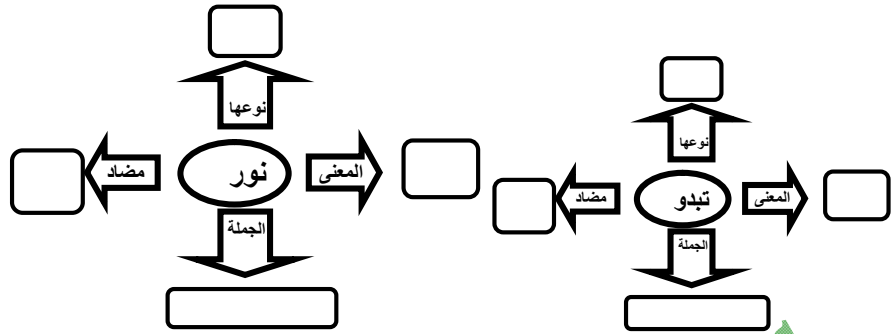 نوعها
نور
المعنى
مضاد
الجملة
نوعها
تبدو
المعنى
مضاد
الجملة